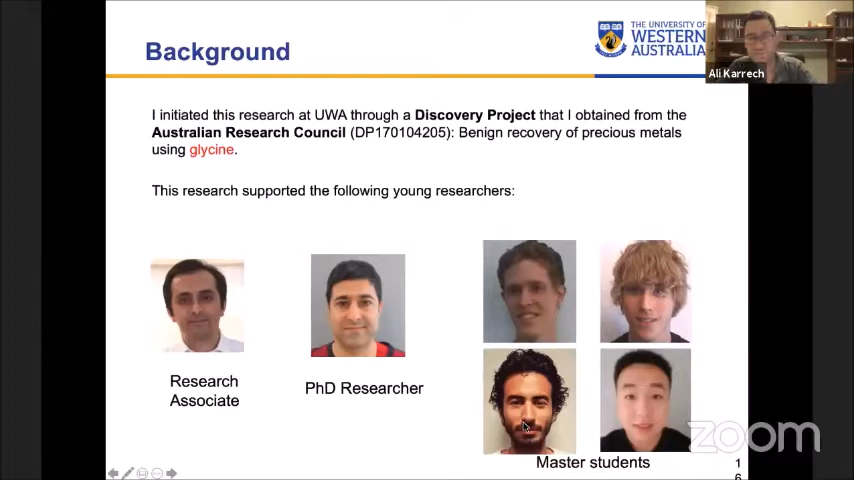 Background
THE UNIVERSITY OF
WESTERN
AUSTRALIA
Ali Karrech
I initiated this research at UWA through a Discovery Project that I obtained from the
Australian Research Council (DP170104205): Benign recovery of precious metals
using glycine.
This research supported the following young researchers:
Research
Associate
PhD Researcher
Master students
zoom
1
6